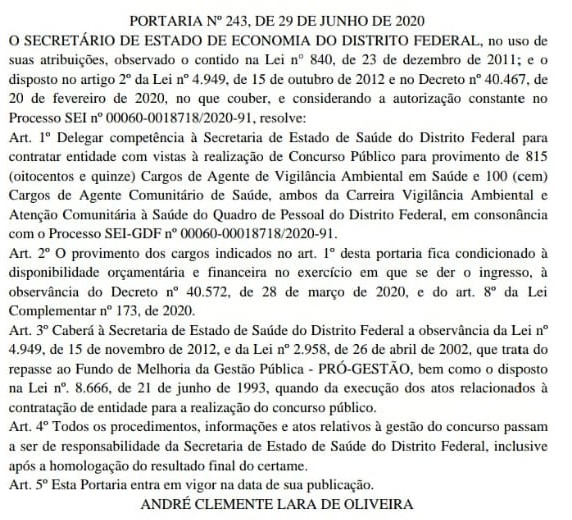 PORTARIA Nº 243, DE 29 DE JUNHO DE 2020
O SECRETÁRIO DE ESTADO DE ECONOMIA DO DISTRITO FEDERAL, no uso de
suas atribuições, observado o contido na Lei nº 840, de 23 de dezembro de 2011; e o
disposto no artigo 2º da Lei nº 4.949, de 15 de outubro de 2012 e no Decreto nº 40.467, de
20 de fevereiro de 2020, no que couber, e considerando a autorização constante no
Processo SEI nº 00060-0018718/2020-91, resolve:
Art. 1º Delegar competência à Secretaria de Estado de Saúde do Distrito Federal para
contratar entidade com vistas à realização de Concurso Público para provimento de 815
(oitocentos e quinze) Cargos de Agente de Vigilância Ambiental em Saúde e 100 (cem)
Cargos de Agente Comunitário de Saúde, ambos da Carreira Vigilância Ambiental e
Atenção Comunitária à Saúde do Quadro de Pessoal do Distrito Federal, em consonância
com o Processo SEI-GDF nº 00060-00018718/2020-91.
Art. 2º O provimento dos cargos indicados no art. 1º desta portaria fica condicionado à
disponibilidade orçamentária e financeira no exercício em que se der o ingresso, à
observância do Decreto nº 40.572, de 28 de março de 2020, e do art. 8º da Lei
Complementar nº 173, de 2020.
Art. 3º Caberá à Secretaria de Estado de Saúde do Distrito Federal a observância da Lei nº
4.949, de 15 de novembro de 2012, e da Lei nº 2.958, de 26 de abril de 2002, que trata do
repasse ao Fundo de Melhoria da Gestão Pública - PRÓ-GESTÃO, bem como o disposto
na Lei nº. 8.666, de 21 de junho de 1993, quando da execução dos atos relacionados à
contratação de entidade para a realização do concurso público.
Art. 4º Todos os procedimentos, informações e atos relativos à gestão do concurso passam
a ser de responsabilidade da Secretaria de Estado de Saúde do Distrito Federal, inclusive
após a homologação do resultado final do certame.
Art. 5º Esta Portaria entra em vigor na data de sua publicação.
ANDRÉ CLEMENTE LARA DE OLIVEIRA